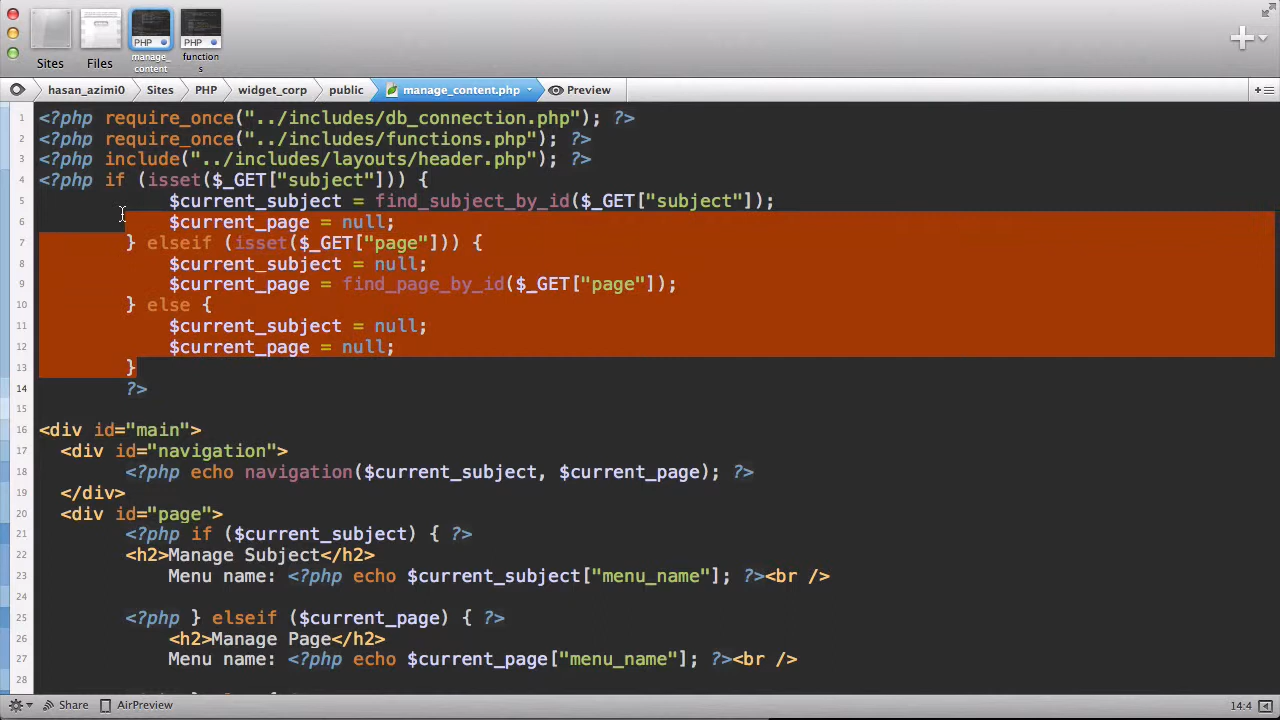 PHP
PHP
Sites
Files
manage_
content
function
s
hasan_azimi0
Sites
PHP
widget_corp
public
manage_content.php
Preview
1 <?php require_once("../includes/db_connection.php"); ?>
2 <?php require_once("../includes/functions.php"); ?>
3 <?php include("../includes/layouts/header.php"); ?>
4 <?php if (isset($_GET["subject"])) {
5 $current_subject = find_subject_by_id($_GET["subject"]);
6 $current_page = null;
7 } elseif (isset($_GET["page"])) {
8 $current_subject = null;
9 $current_page = find_page_by_id($_GET["page"]);
10 } else {
11 $current_subject = null;
12 $current_page = null;
13 }
14 ?>
15
16 <div id="main">
17 <div id="navigation">
18 <?php echo navigation($current_subject, $current_page); ?>
19 </div>
20 <div id="page">
21 <?php if ($current_subject) { ?>
22 <h2>Manage Subject</h2>
23 Menu name: <?php echo $current_subject["menu_name"]; ?><br />
24
25 <?php } elseif ($current_page) { ?>
26 <h2>Manage Page</h2>
27 Menu name: <?php echo $current_page["menu_name"]; ?><br />
28
Share
AirPreview
14:4